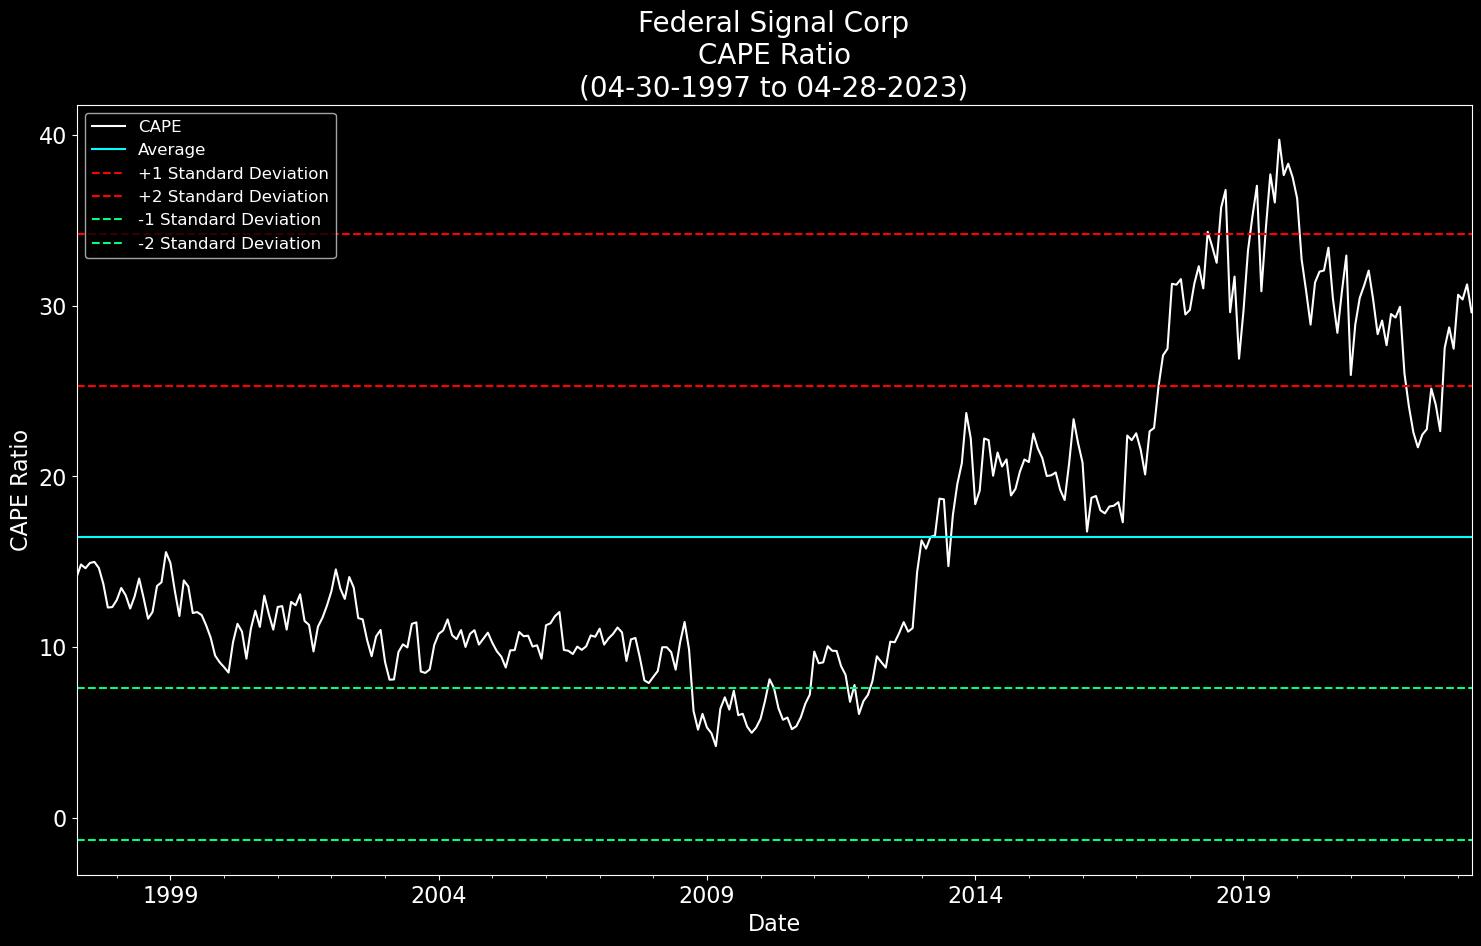 Federal Signal Corp
CAPE Ratio
(04-30-1997 to 04-28-2023)
CAPE
Average
+1 Standard Deviation
+2 Standard Deviation
-1 Standard Deviation
-2 Standard Deviation
40
30
20
10
0
CAPE Ratio
1999
2004
2009
2014
2019
Date